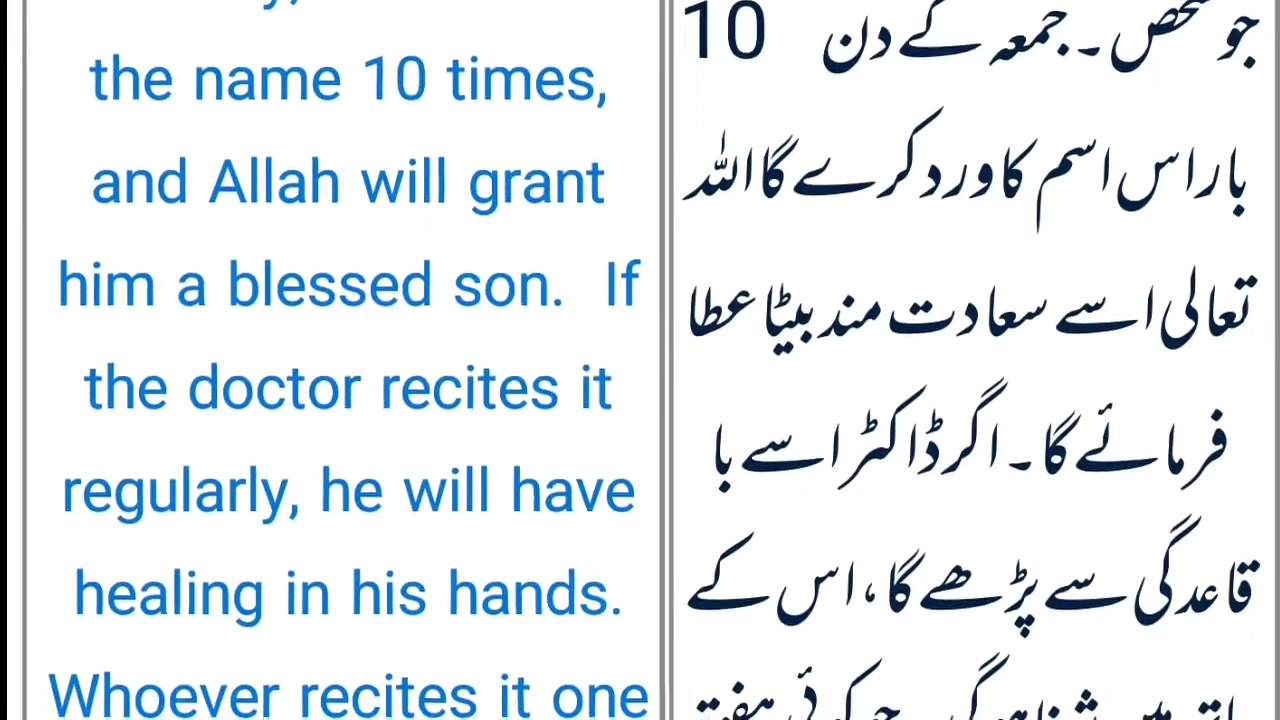 the name 10 times,
and Allah will grant
him a blessed son. If
the doctor recites it
regularly, he will have
healing in his hands.
Whoever recites it one
جو شخص ۔ جمعہ کے دن 10
بار اس اسم کا ورد کرے گا اللہ
تعالی اسے سعادت مند بیٹا عطا
فرمائے گا۔ اگر ڈاکٹر اسے با
قاعدگی سے پڑھے گا، اس کے